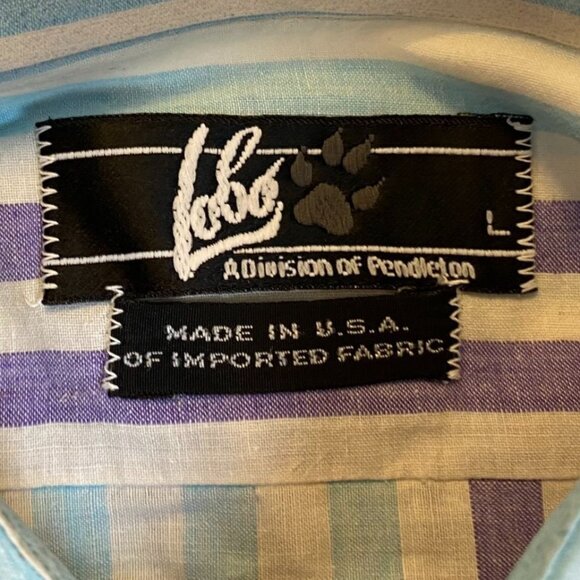 Lobo
L
A Division of Pendleton
MADE IN U.S.A.
OF IMPORTED FABRIC